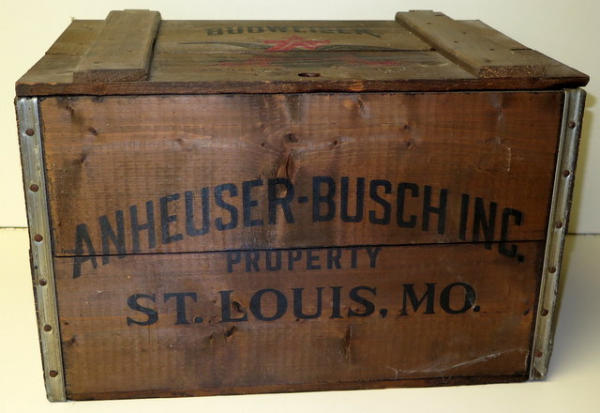 BUDWEISER
ANHEUSER-BUSCH INC.
PROPERTY
ST. LOUIS, MO.